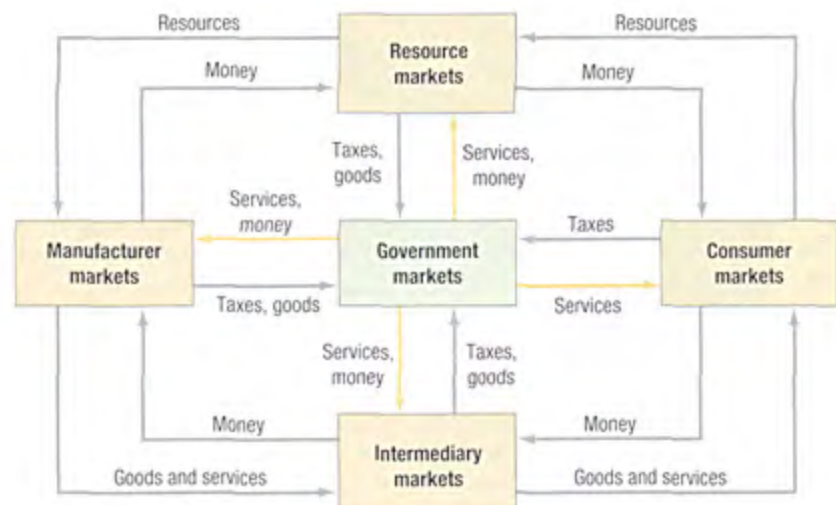 Resources
Resources
Resource
markets
Money
Money
Taxes,
goods
Services,
money
Services,
money
Taxes
Manufacturer
markets
Government
markets
Consumer
markets
Taxes, goods
Services
Services,
money
Taxes,
goods
Money
Money
Intermediary
markets
Goods and services
Goods and services